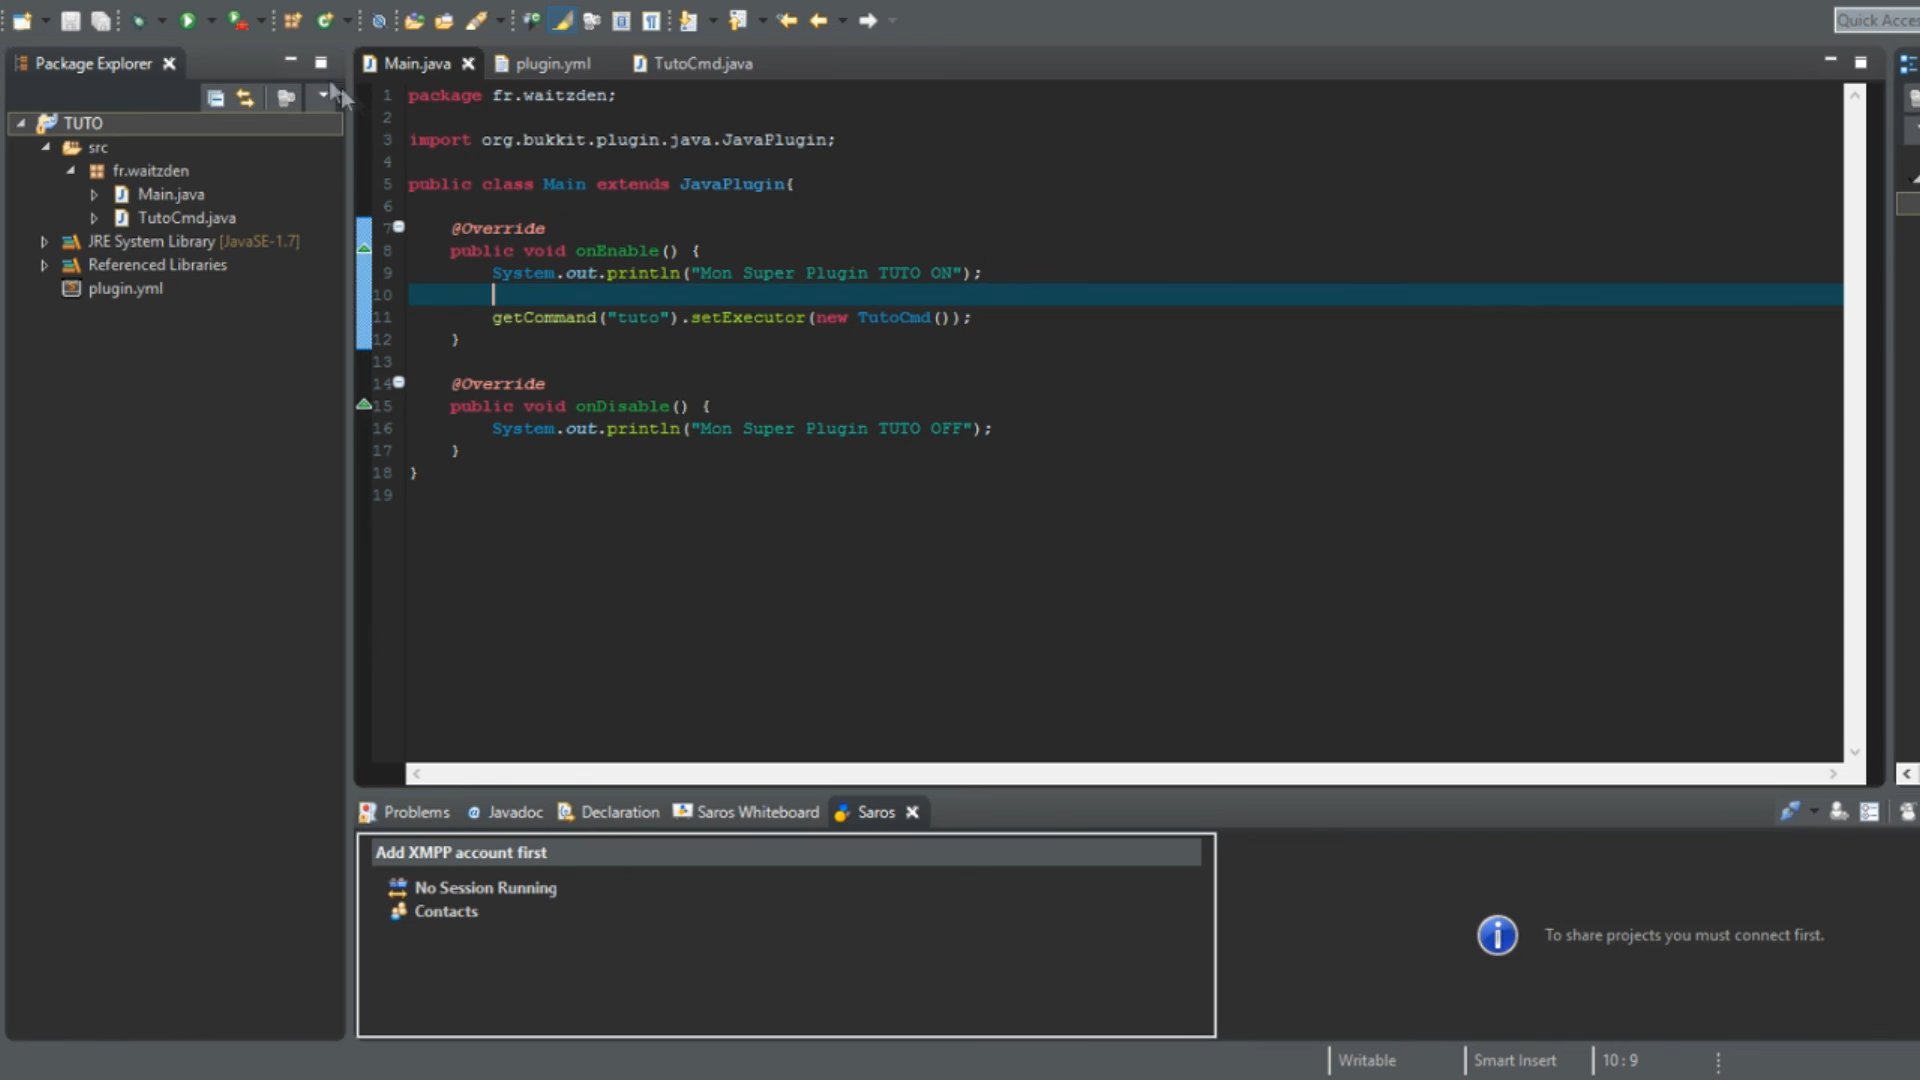 Quick Acce
Package Explorer
TUTO
src
fr.waitzden
Main.java
TutoCmd.java
JRE System Library [JavaSE-1.7]
Referenced Libraries
plugin.yml
Main.java plugin.yml TutoCmd.java
1 package fr.waitzden;
2
3 import org.bukkit.plugin.java.JavaPlugin;
4
5 public class Main extends JavaPlugin{
6
7 @Override
8 public void onEnable() {
9 System.out.println("Mon Super Plugin TUTO ON");
10
11 getCommand("tuto").setExecutor(new TutoCmd());
12 }
13
14 @Override
15 public void onDisable() {
16 System.out.println("Mon Super Plugin TUTO OFF");
17 }
18 }
19
Problems Javadoc Declaration Saros Whiteboard Saros
Add XMPP account first
No Session Running
Contacts
To share projects you must connect first.
Writable Smart Insert 10 : 9